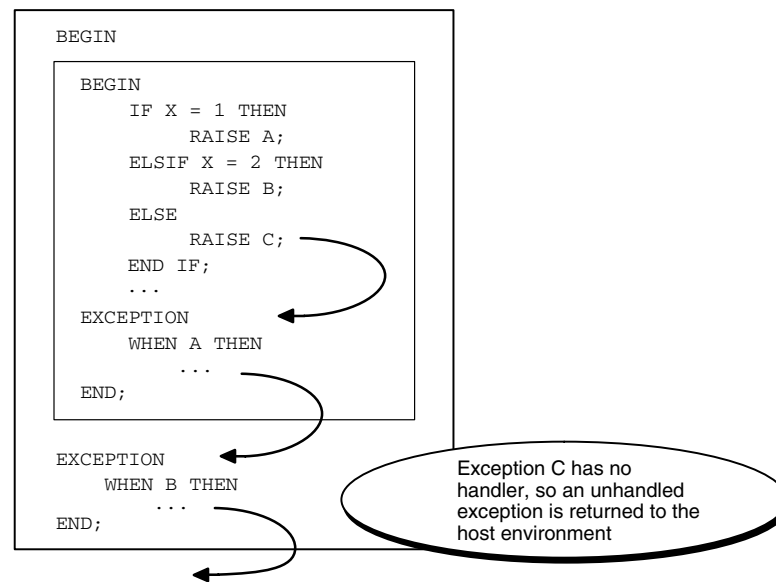 BEGIN
BEGIN
IF X = 1 THEN
RAISE A;
ELSIF X = 2 THEN
RAISE B;
ELSE
RAISE C;
END IF;
...
EXCEPTION
WHEN A THEN
...
END;
EXCEPTION
WHEN B THEN
...
END;
Exception C has no
handler, so an unhandled
exception is returned to the
host environment